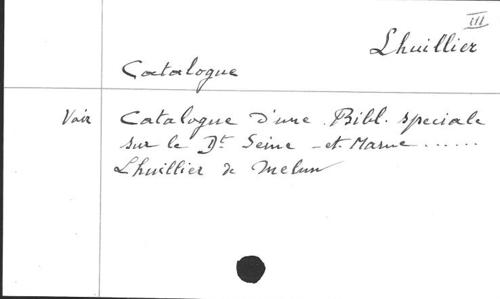 III
Lhuillier
Catalogue
Voir Catalogue d'une Bibl. speciale
sur le Dt Seine-et-Marne ......
Lhuillier de Melun